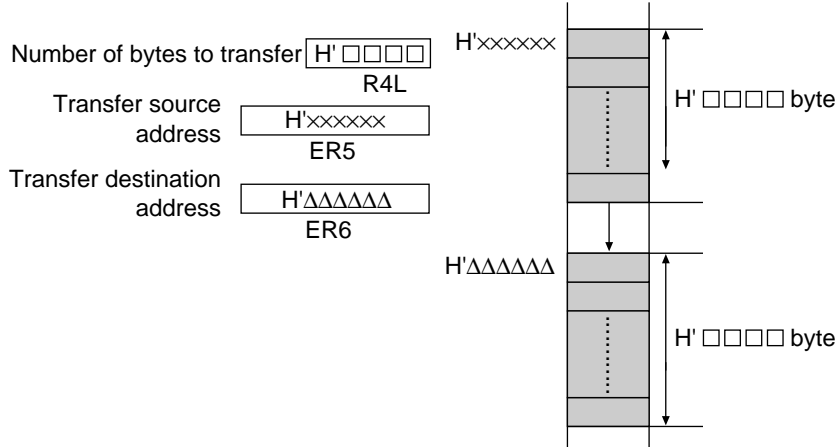 Number of bytes to transfer H' □□□□
R4L
Transfer source
address
H'××××××
ER5
Transfer destination
address
H'ΔΔΔΔΔΔ
ER6
H'××××××
H' □□□□ byte
H'ΔΔΔΔΔΔ
H' □□□□ byte